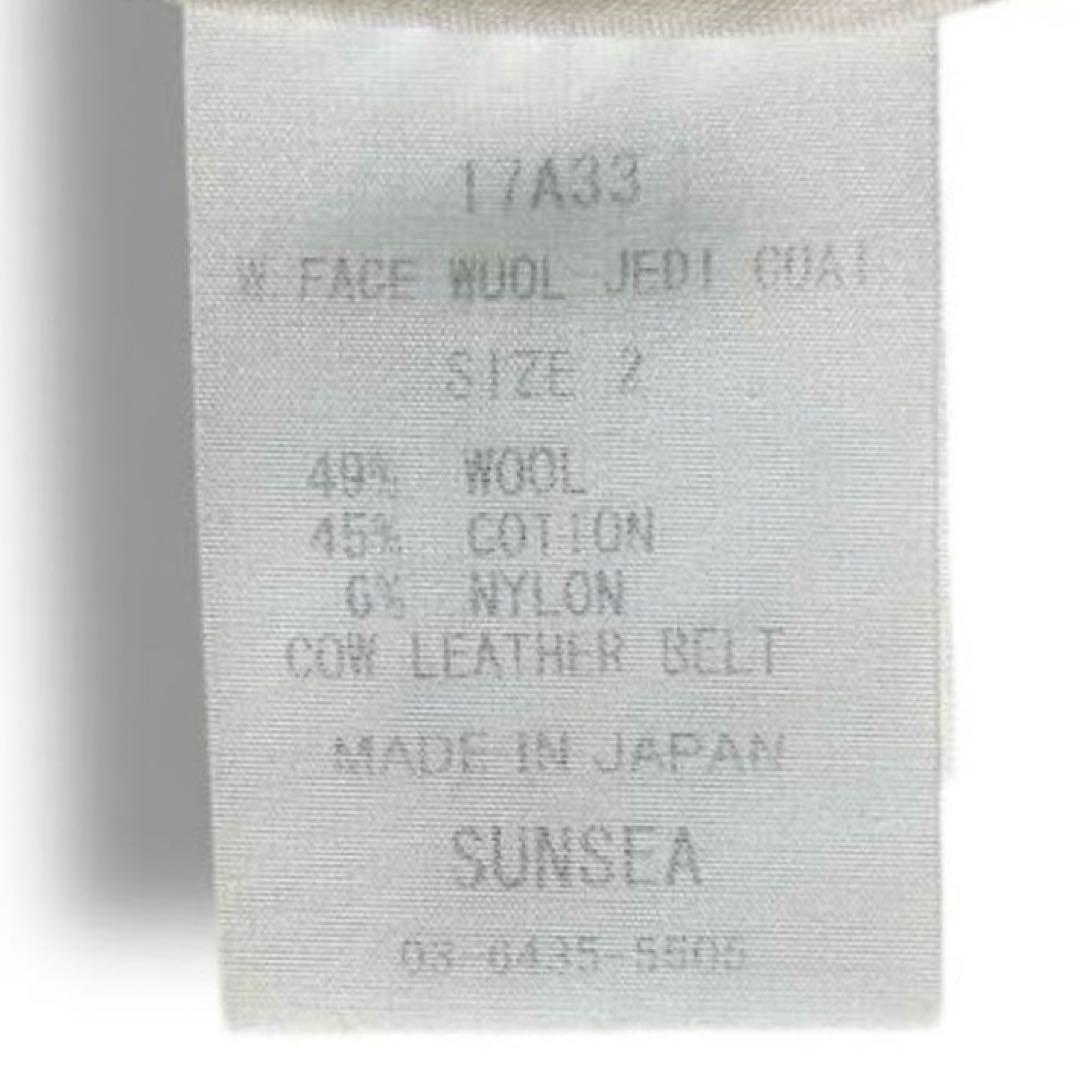 17A33
W.FACE WOOL JEDI COAT
SIZE 2
49% WOOL
45% COTTON
6% NYLON
COW LEATHER BELT
MADE IN JAPAN
SUNSEA
03-6435-5505